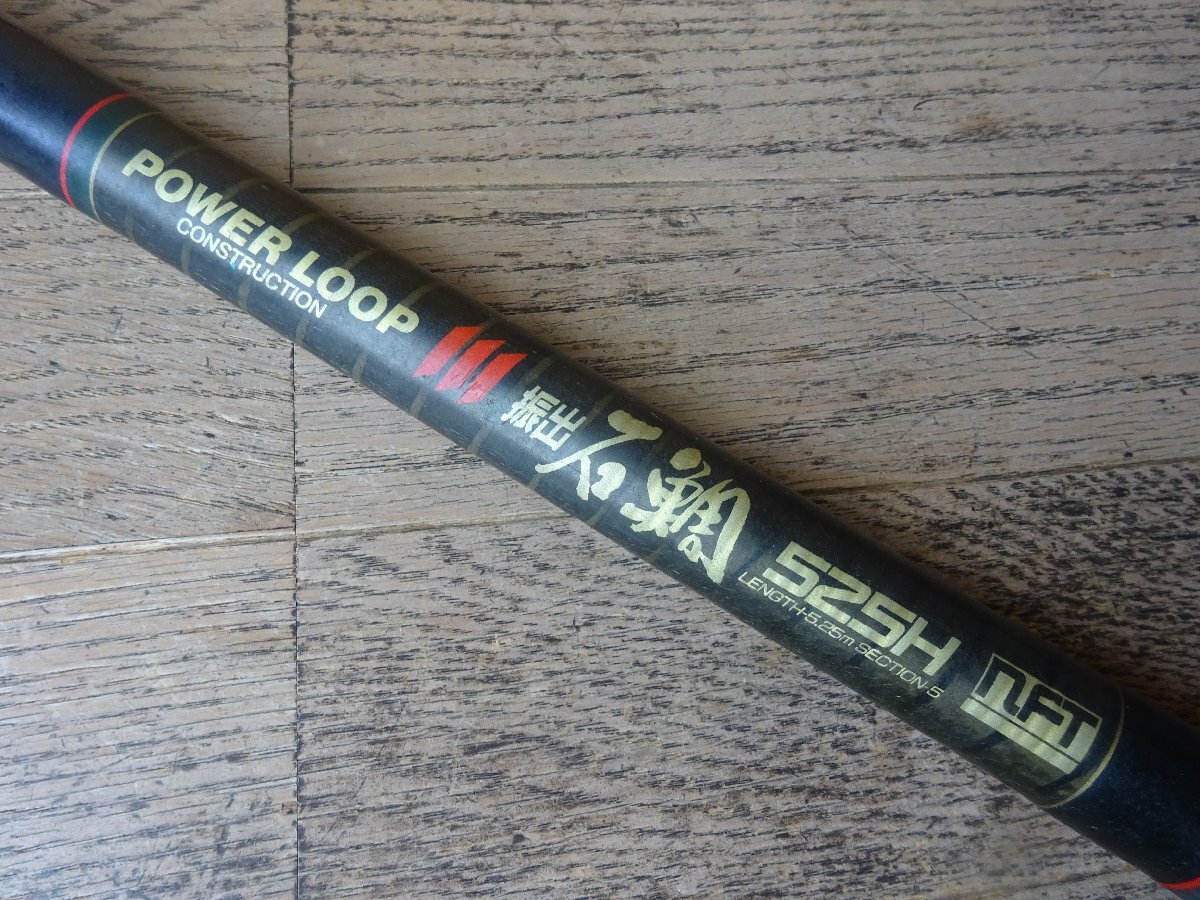 POWER LOOP
CONSTRUCTION
振出 石鯛
525H
LENGTH-5.25m SECTION-5
NFT